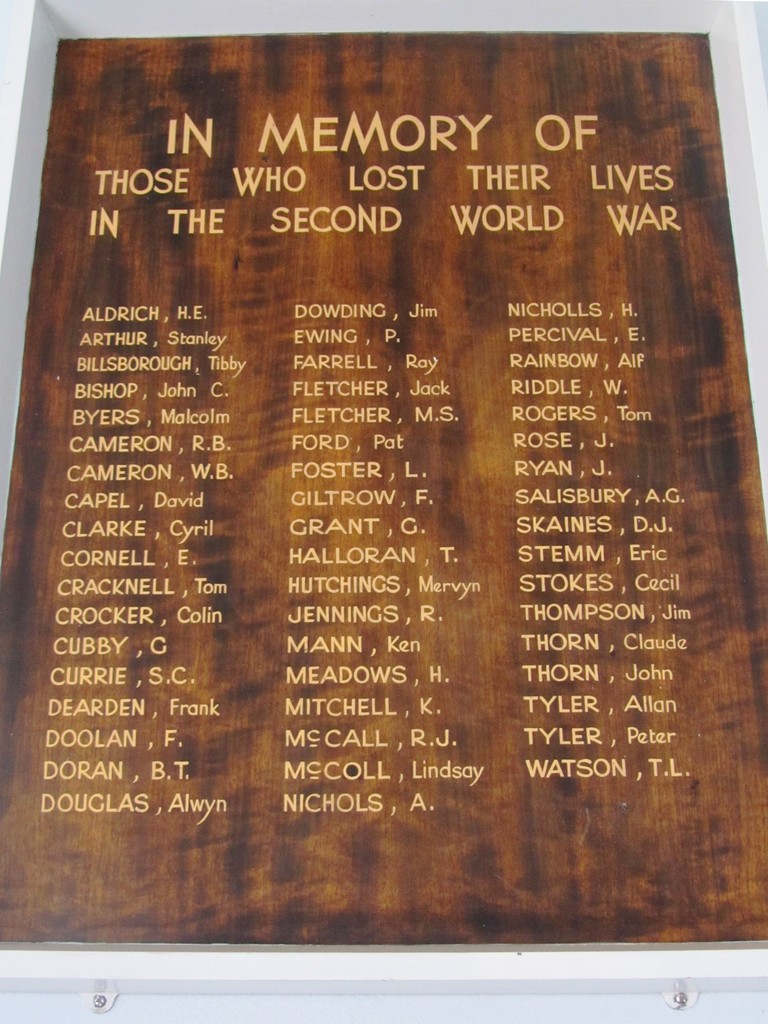 IN MEMORY OF
THOSE WHO LOST THEIR LIVES
IN THE SECOND WORLD WAR
ALDRICH, H.E.
ARTHUR, Stanley
BILLSBOROUGH, Tibby
BISHOP, John C.
BYERS, Malcolm
CAMERON, R.B.
CAMERON, W.B.
CAPEL, David
CLARKE, Cyril
CORNELL, E.
CRACKNELL, Tom
CROCKER, Colin
CUBBY, G
CURRIE, S.C.
DEARDEN, Frank
DOOLAN, F.
DORAN, B.T.
DOUGLAS, Alwyn
DOWDING, Jim
EWING, P.
FARRELL, Ray
FLETCHER, Jack
FLETCHER, M.S.
FORD, Pat
FOSTER, L.
GILTROW, F.
GRANT, G.
HALLORAN, T.
HUTCHINGS, Mervyn
JENNINGS, R.
MANN, Ken
MEADOWS, H.
MITCHELL, K.
McCALL, R.J.
McCOLL, Lindsay
NICHOLS, A.
NICHOLLS, H.
PERCIVAL, E.
RAINBOW, Alf
RIDDLE, W.
ROGERS, Tom
ROSE, J.
RYAN, J.
SALISBURY, A.G.
SKAINES, D.J.
STEMM, Eric
STOKES, Cecil
THOMPSON, Jim
THORN, Claude
THORN, John
TYLER, Allan
TYLER, Peter
WATSON, T.L.